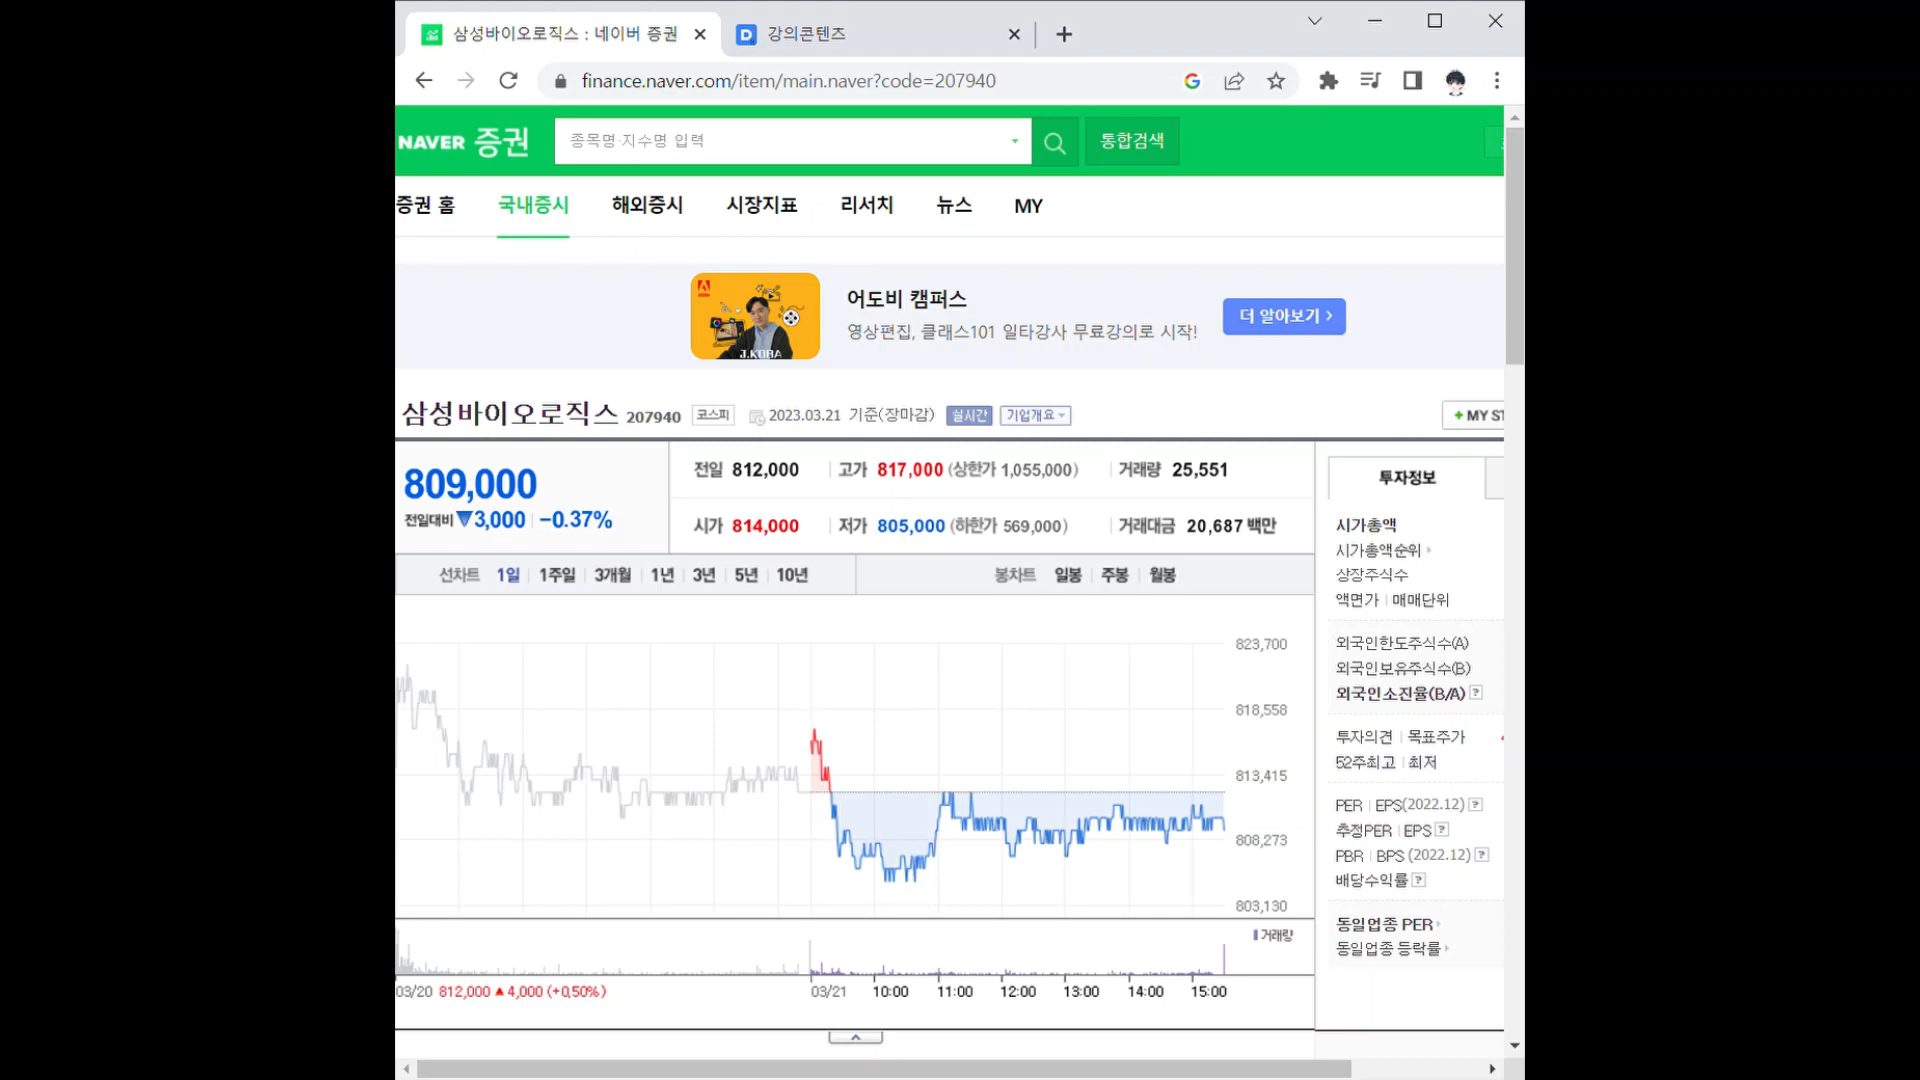 삼성바이오로직스 : 네이버 증권
강의콘텐츠
finance.naver.com/item/main.naver?code=207940
NAVER 증권
종목명·지수명 입력
통합검색
증권 홈 국내증시 해외증시 시장지표 리서치 뉴스 MY
J.KOBA
어도비 캠퍼스
영상편집, 클래스101 일타강사 무료강의로 시작!
더 알아보기
삼성바이오로직스 207940 코스피 2023.03.21 기준(장마감) 실시간 기업개요
+ MY ST
809,000
전일대비 ▼3,000 -0.37%
전일 812,000 고가 817,000 (상한가 1,055,000) 거래량 25,551
시가 814,000 저가 805,000 (하한가 569,000) 거래대금 20,687 백만
선차트 1일 1주일 3개월 1년 3년 5년 10년 봉차트 일봉 주봉 월봉
823,700
818,558
813,415
808,273
803,130
거래량
03/20 812,000 ▲4,000 (+0.50%) 03/21 10:00 11:00 12:00 13:00 14:00 15:00
투자정보
시가총액
시가총액순위
상장주식수
액면가 | 매매단위
외국인한도주식수(A)
외국인보유주식수(B)
외국인소진율(B/A) ?
투자의견 | 목표주가
52주최고 | 최저
PER | EPS(2022.12) ?
추정PER | EPS ?
PBR | BPS (2022.12) ?
배당수익률 ?
동일업종 PER
동일업종 등락률